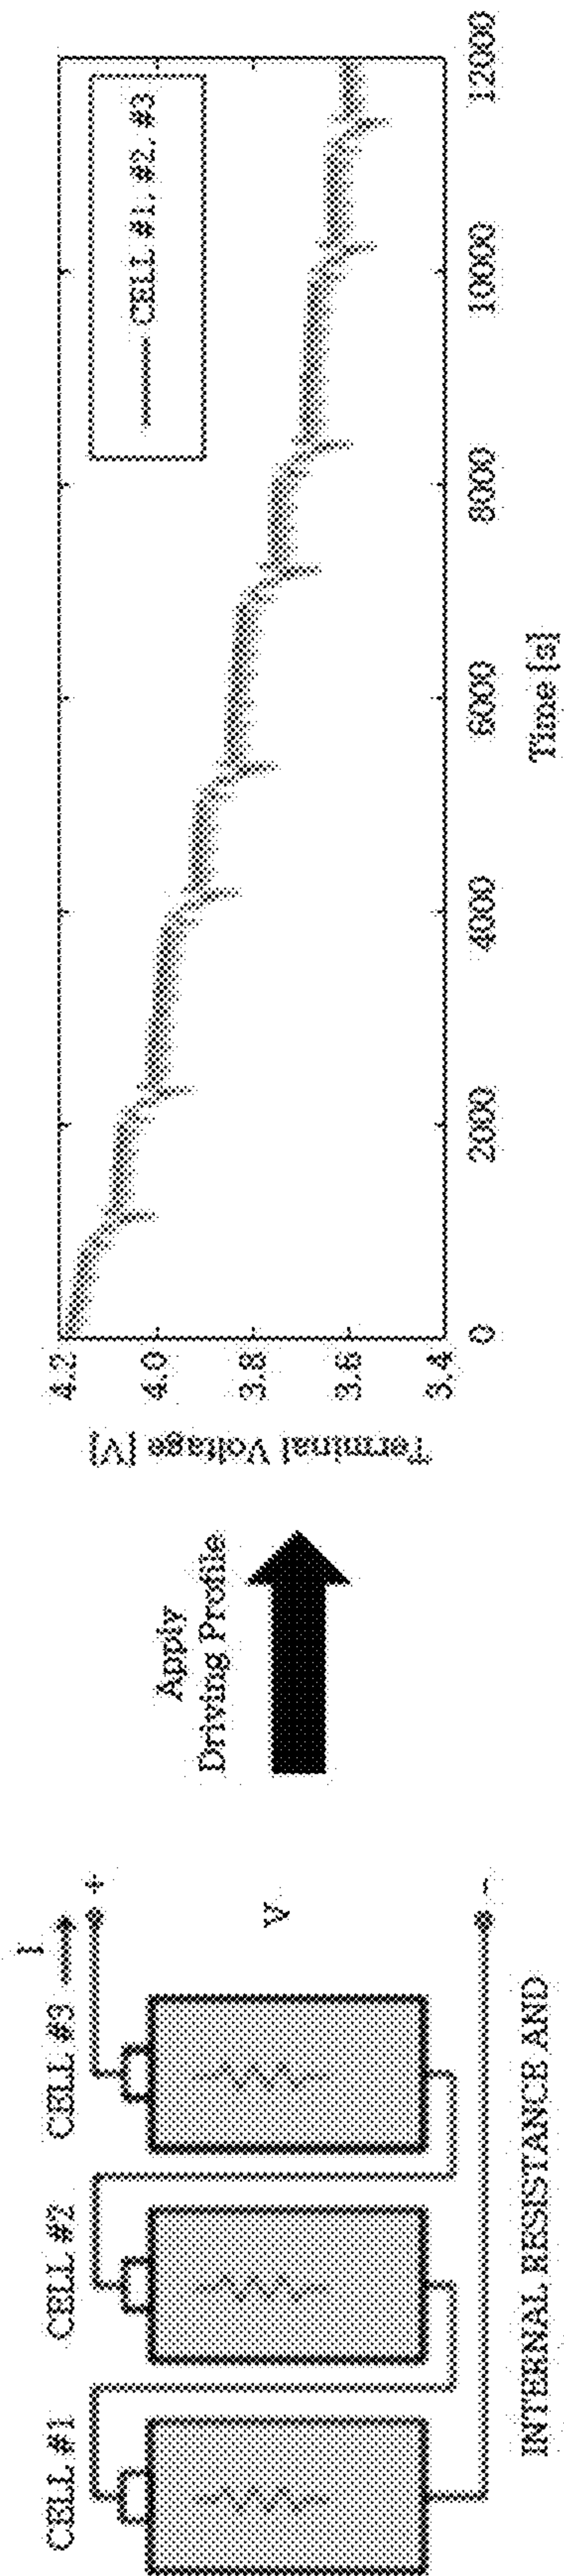 CELL #1
CELL #2
CELL #3
I
+
V
-
INTERNAL RESISTANCE AND
Apply
Driving Profile
Terminal Voltage [V]
4.2
4.0
3.8
3.6
3.4
CELL #1, #2, #3
0
2000
4000
6000
8000
10000
12000
Time [s]